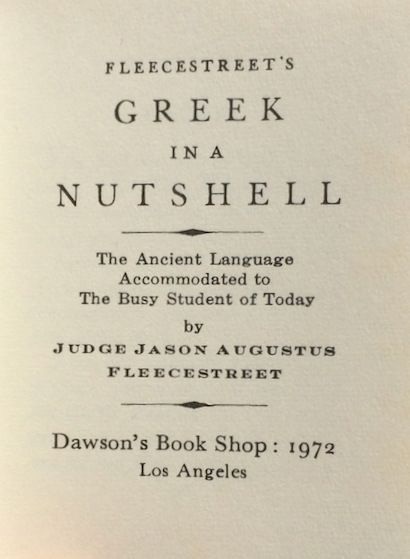 FLEECESTREET'S
GREEK
IN A
NUTSHELL
The Ancient Language
Accommodated to
The Busy Student of Today
by
JUDGE JASON AUGUSTUS
FLEECESTREET
Dawson's Book Shop : 1972
Los Angeles